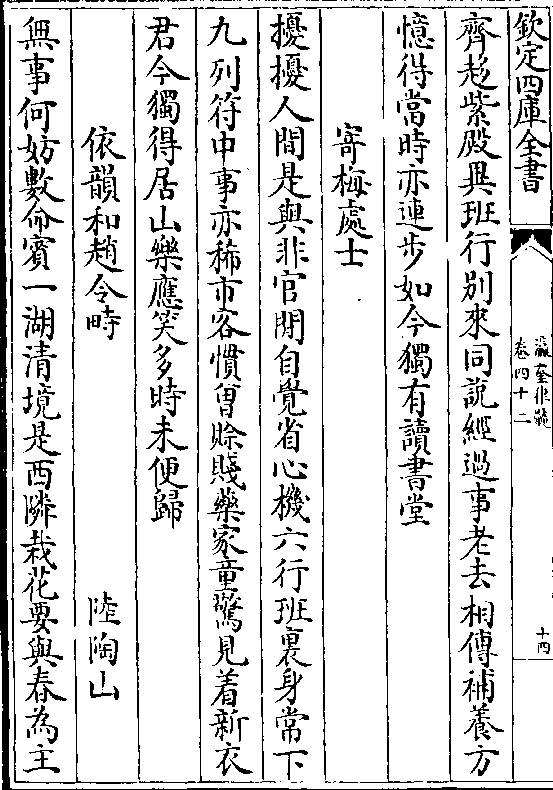 欽定四庫全書
瀛奎律髓
卷四十二
十四
齊趍紫殿異班行別來同說經過事老去相傳補養方
憶得當時亦連步如今獨有讀書堂
寄梅處士
擾擾人間是與非官閒自覺省心機六行班裏身常下
九列符中事亦稀市客慣曾賒賤藥家童驚見着新衣
君今獨得居山樂應笑多時未便歸
依韻和趙令畤 陸陶山
無事何妨數命賓一湖清境是西隣栽花要與春為主